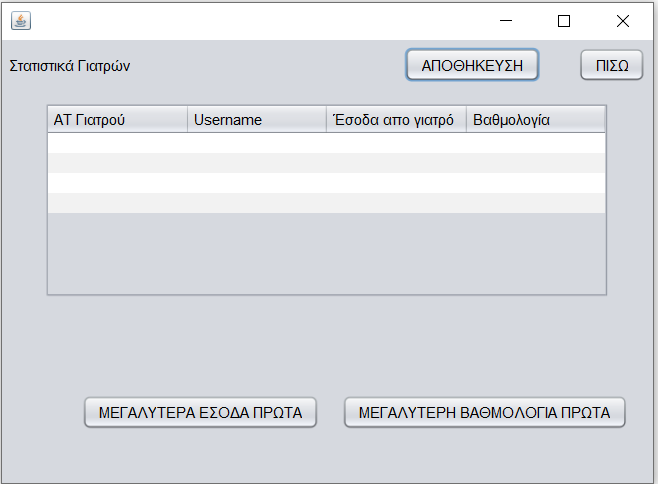 Στατιστικά Γιατρών
ΑΠΟΘΗΚΕΥΣΗ
ΠΙΣΩ
ΑΤ Γιατρού
Username
Έσοδα απο γιατρό
Βαθμολογία
ΜΕΓΑΛΥΤΕΡΑ ΕΣΟΔΑ ΠΡΩΤΑ
ΜΕΓΑΛΥΤΕΡΗ ΒΑΘΜΟΛΟΓΙΑ ΠΡΩΤΑ